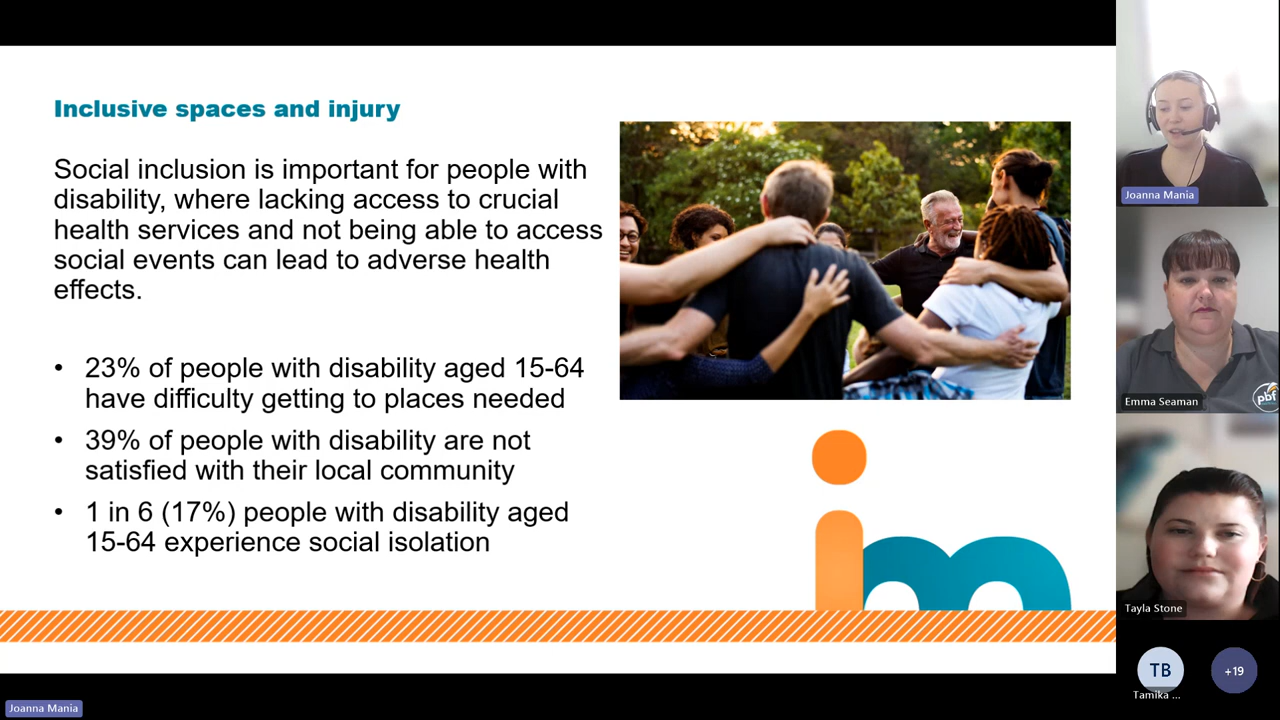 Inclusive spaces and injury
Social inclusion is important for people with
disability, where lacking access to crucial
health services and not being able to access
social events can lead to adverse health
effects.
• 23% of people with disability aged 15-64
have difficulty getting to places needed
• 39% of people with disability are not
satisfied with their local community
• 1 in 6 (17%) people with disability aged
15-64 experience social isolation
im
Joanna Mania
Emma Seaman
pbf
Tayla Stone
TB
Tamika ...
+19
Joanna Mania